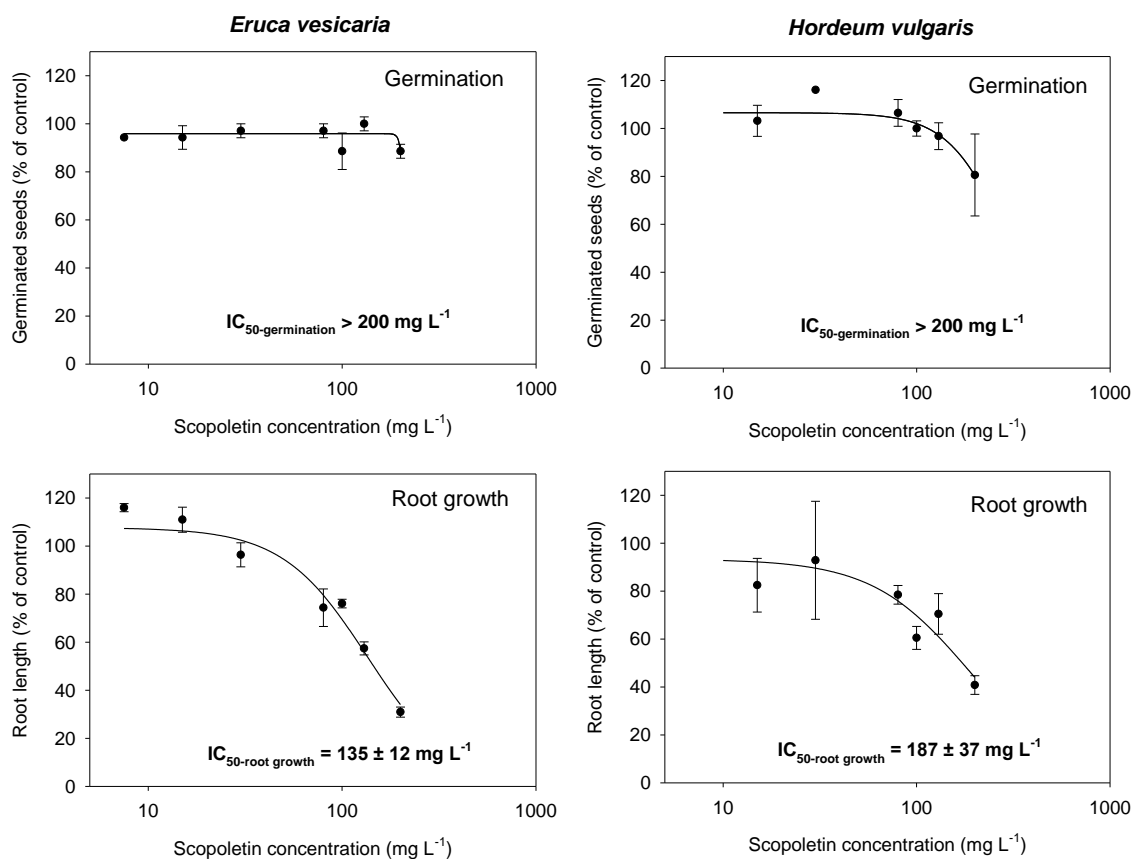 Eruca vesicaria
Hordeum vulgaris
Germinated seeds (% of control)
120
100
80
60
40
20
0
Germination
IC50-germination > 200 mg L-1
10
100
1000
Scopoletin concentration (mg L-1)
Germinated seeds (% of control)
120
100
80
60
40
20
0
Germination
IC50-germination > 200 mg L-1
10
100
1000
Scopoletin concentration (mg L-1)
Root length (% of control)
120
100
80
60
40
20
0
Root growth
IC50-root growth = 135 ± 12 mg L-1
10
100
1000
Scopoletin concentration (mg L-1)
Root length (% of control)
120
100
80
60
40
20
0
Root growth
IC50-root growth = 187 ± 37 mg L-1
10
100
1000
Scopoletin concentration (mg L-1)